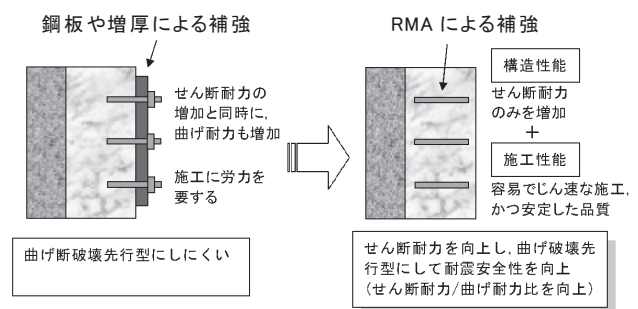 鋼板や増厚による補強
せん断耐力の
増加と同時に,
曲げ耐力も増加
施工に労力を
要する
曲げ断破壊先行型にしにくい
RMA による補強
構造性能
せん断耐力
のみを増加
+
施工性能
容易でじん速な施工,
かつ安定した品質
せん断耐力を向上し, 曲げ破壊先
行型にして耐震安全性を向上
(せん断耐力/曲げ耐力比を向上)